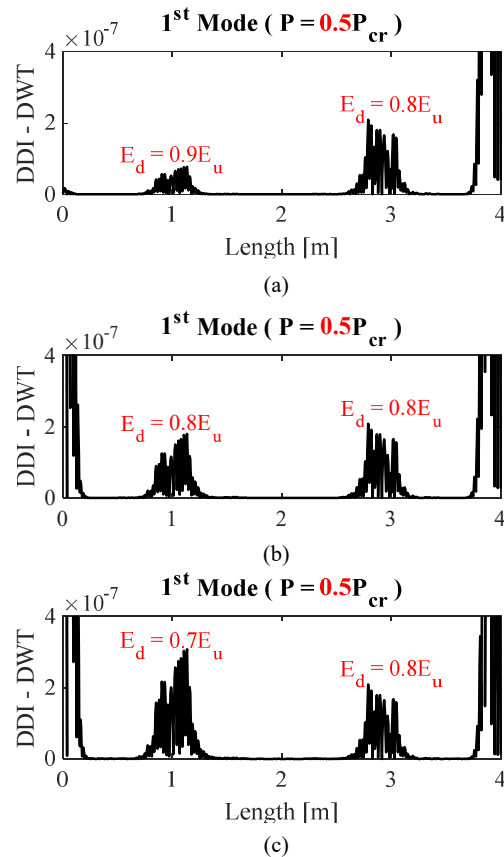 1st Mode ( P = 0.5Pcr )
×10-7
4
2
0
DDI - DWT
Ed = 0.9Eu
Ed = 0.8Eu
0 1 2 3 4
Length [m]
(a)
1st Mode ( P = 0.5Pcr )
×10-7
4
2
0
DDI - DWT
Ed = 0.8Eu
Ed = 0.8Eu
0 1 2 3 4
(b)
1st Mode ( P = 0.5Pcr )
×10-7
4
2
0
DDI - DWT
Ed = 0.7Eu
Ed = 0.8Eu
0 1 2 3 4
Length [m]
(c)